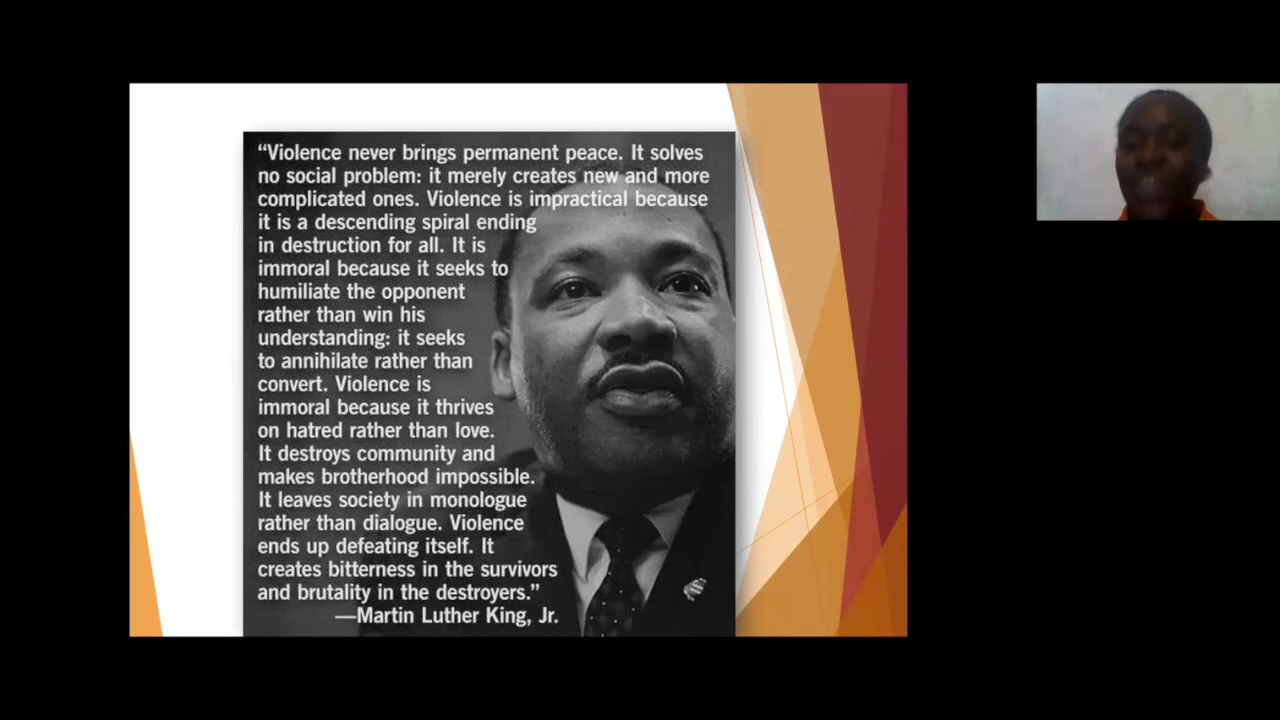 “Violence never brings permanent peace. It solves
no social problem: it merely creates new and more
complicated ones. Violence is impractical because
it is a descending spiral ending
in destruction for all. It is
immoral because it seeks to
humiliate the opponent
rather than win his
understanding: it seeks
to annihilate rather than
convert. Violence is
immoral because it thrives
on hatred rather than love.
It destroys community and
makes brotherhood impossible.
It leaves society in monologue
rather than dialogue. Violence
ends up defeating itself. It
creates bitterness in the survivors
and brutality in the destroyers.”
—Martin Luther King, Jr.